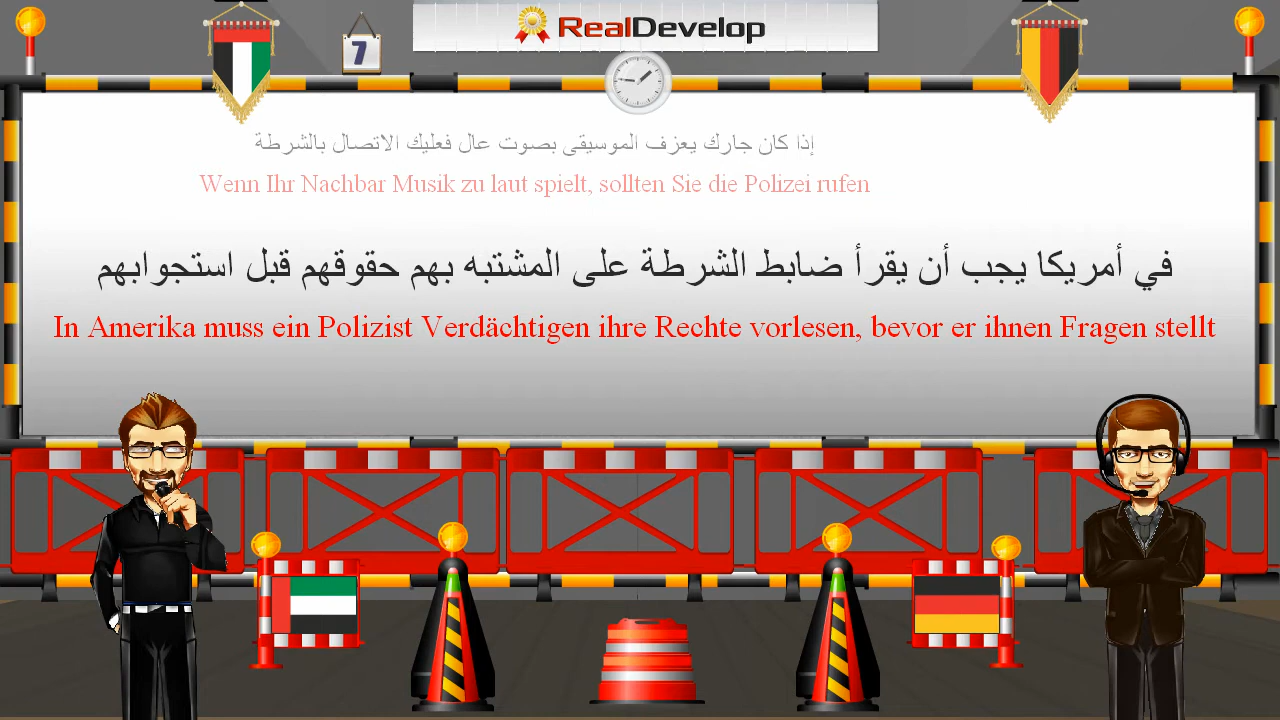 7
RealDevelop
إذا كان جارك يعزف الموسيقى بصوت عال فعليك الاتصال بالشرطة
Wenn Ihr Nachbar Musik zu laut spielt, sollten Sie die Polizei rufen
في أمريكا يجب أن يقرأ ضابط الشرطة على المشتبه بهم حقوقهم قبل استجوابهم
In Amerika muss ein Polizist Verdächtigen ihre Rechte vorlesen, bevor er ihnen Fragen stellt